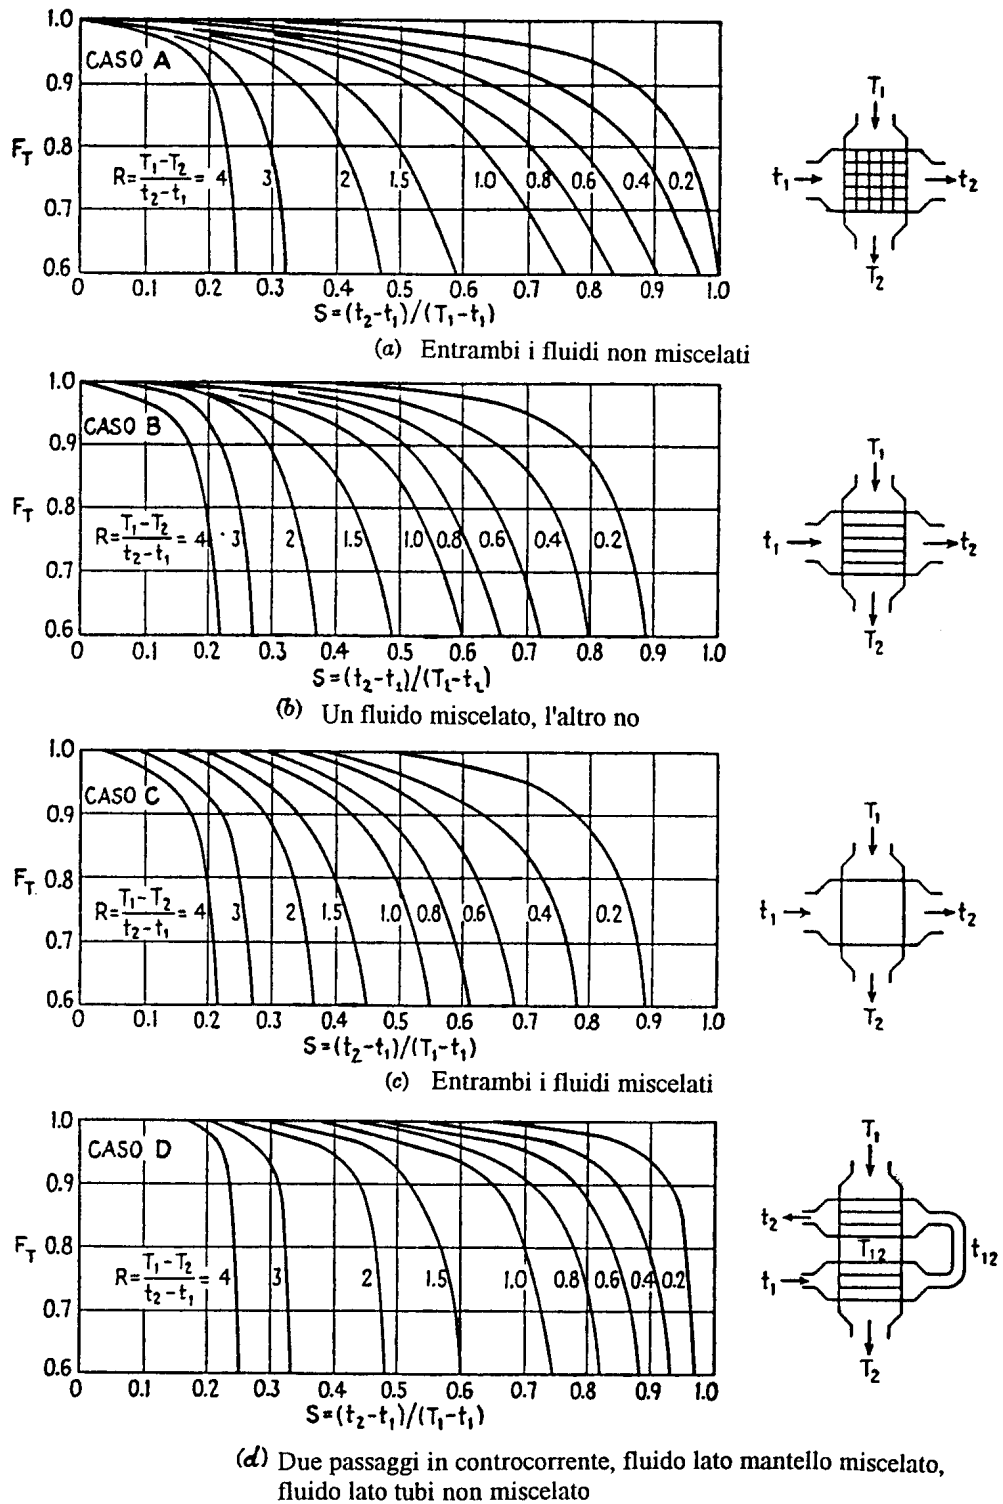 1.0
CASO A
0.9
F_T 0.8
R = (T₁-T₂)/(t₂-t₁) = 4 3 2 1.5 1.0 0.8 0.6 0.4 0.2
0.7
0.6
0 0.1 0.2 0.3 0.4 0.5 0.6 0.7 0.8 0.9 1.0
S=(t₂-t₁)/(T₁-t₁)
T₁
t₁ t₂
T₂
(a) Entrambi i fluidi non miscelati
1.0
CASO B
0.9
F_T 0.8
R = (T₁-T₂)/(t₂-t₁) = 4 3 2 1.5 1.0 0.8 0.6 0.4 0.2
0.7
0.6
0 0.1 0.2 0.3 0.4 0.5 0.6 0.7 0.8 0.9 1.0
S=(t₂-t₁)/(T₁-t₁)
T₁
t₁ t₂
T₂
(b) Un fluido miscelato, l'altro no
1.0
CASO C
0.9
F_T 0.8
R = (T₁-T₂)/(t₂-t₁) = 4 3 2 1.5 1.0 0.8 0.6 0.4 0.2
0.7
0.6
0 0.1 0.2 0.3 0.4 0.5 0.6 0.7 0.8 0.9 1.0
S=(t₂-t₁)/(T₁-t₁)
T₁
t₁ t₂
T₂
(c) Entrambi i fluidi miscelati
1.0
CASO D
0.9
F_T 0.8
R = (T₁-T₂)/(t₂-t₁) = 4 3 2 1.5 1.0 0.8 0.6 0.4 0.2
0.7
0.6
0 0.1 0.2 0.3 0.4 0.5 0.6 0.7 0.8 0.9 1.0
S=(t₂-t₁)/(T₁-t₁)
T₁
t₂
T₁₂ t₁₂
t₁
T₂
(d) Due passaggi in controcorrente, fluido lato mantello miscelato,
fluido lato tubi non miscelato